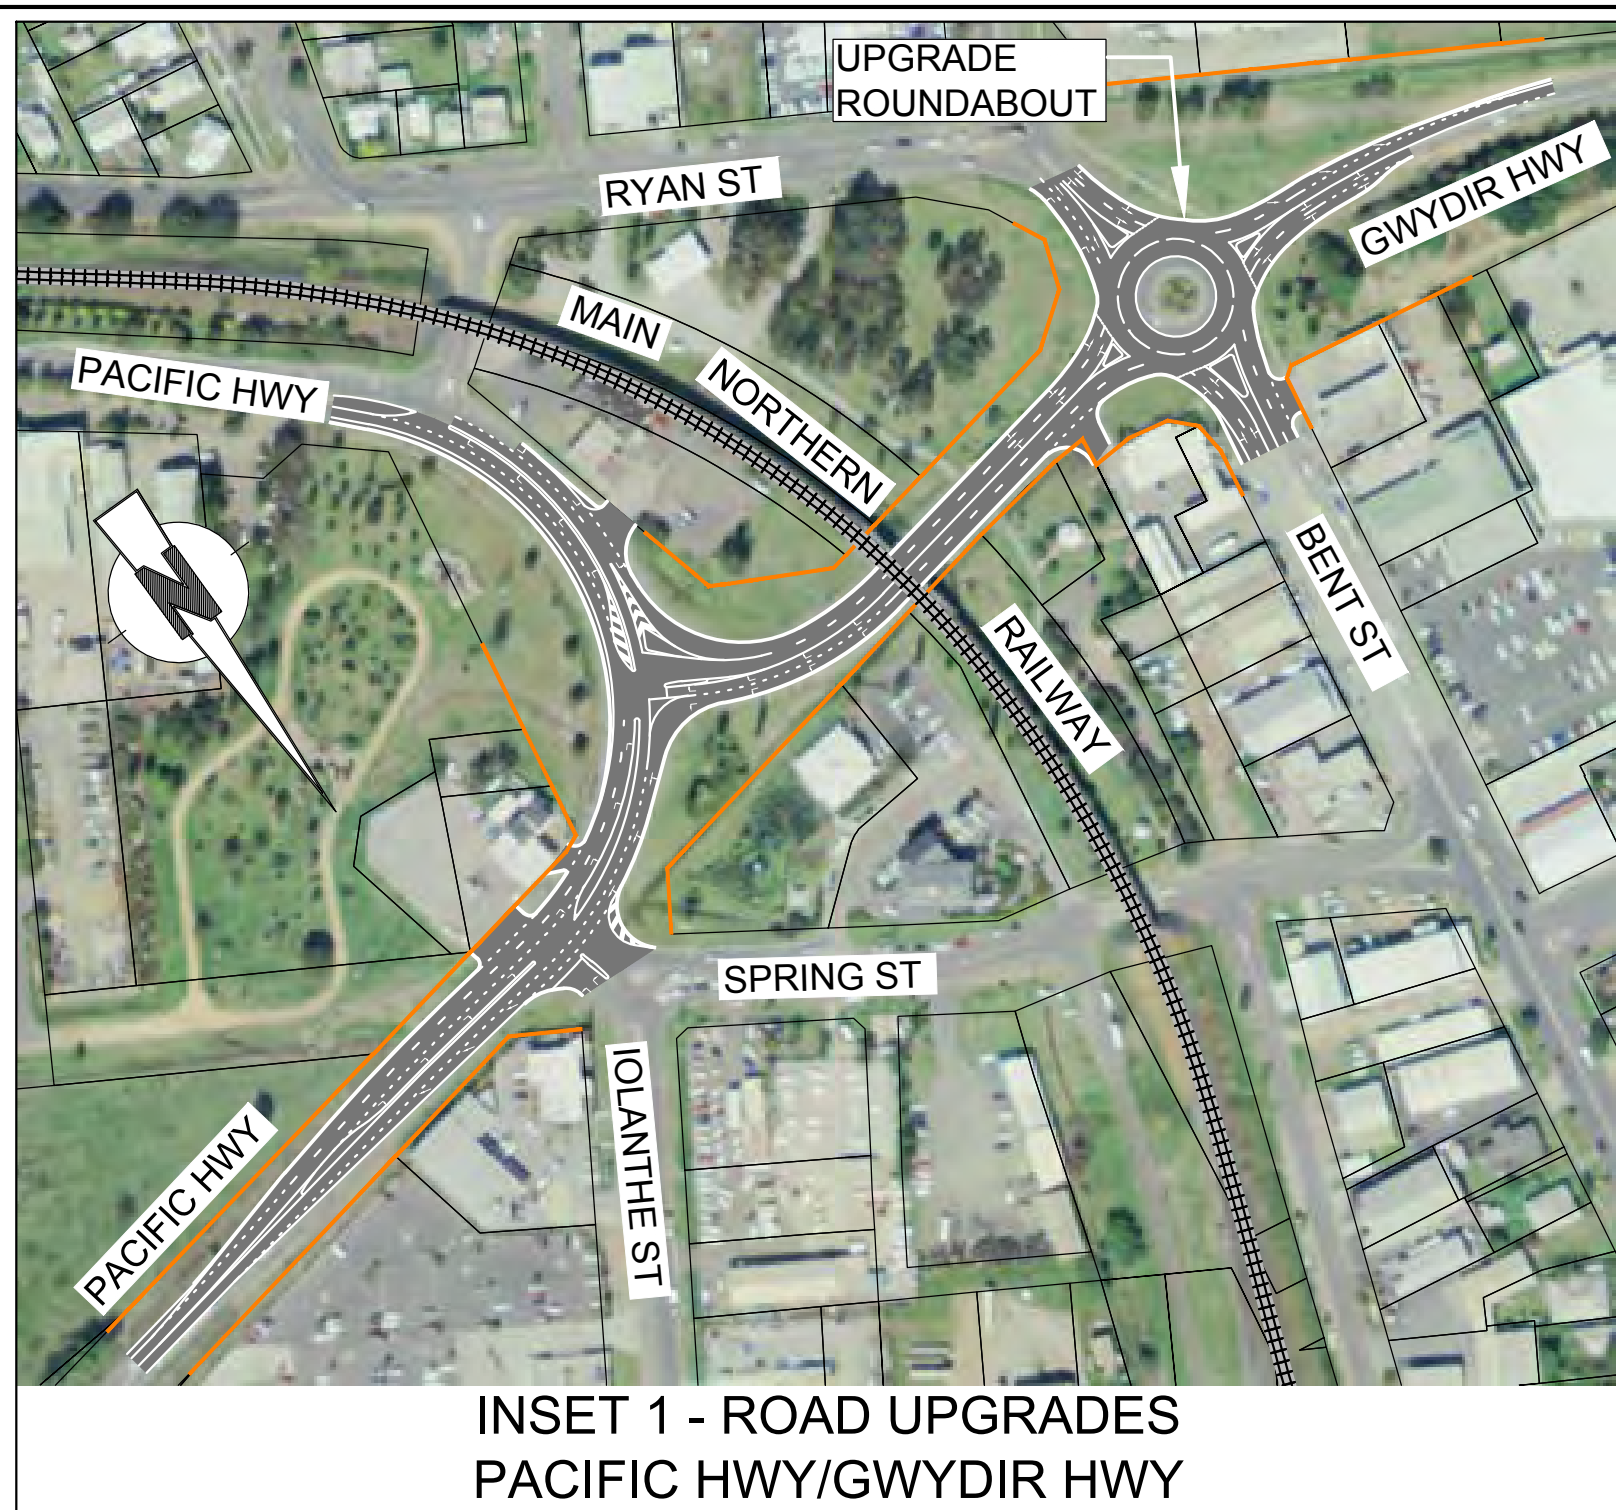 UPGRADE
ROUNDABOUT
RYAN ST
GWYDIR HWY
MAIN
NORTHERN
RAILWAY
PACIFIC HWY
N
BENT ST
SPRING ST
IOLANTHE ST
PACIFIC HWY
INSET 1 - ROAD UPGRADES
PACIFIC HWY/GWYDIR HWY